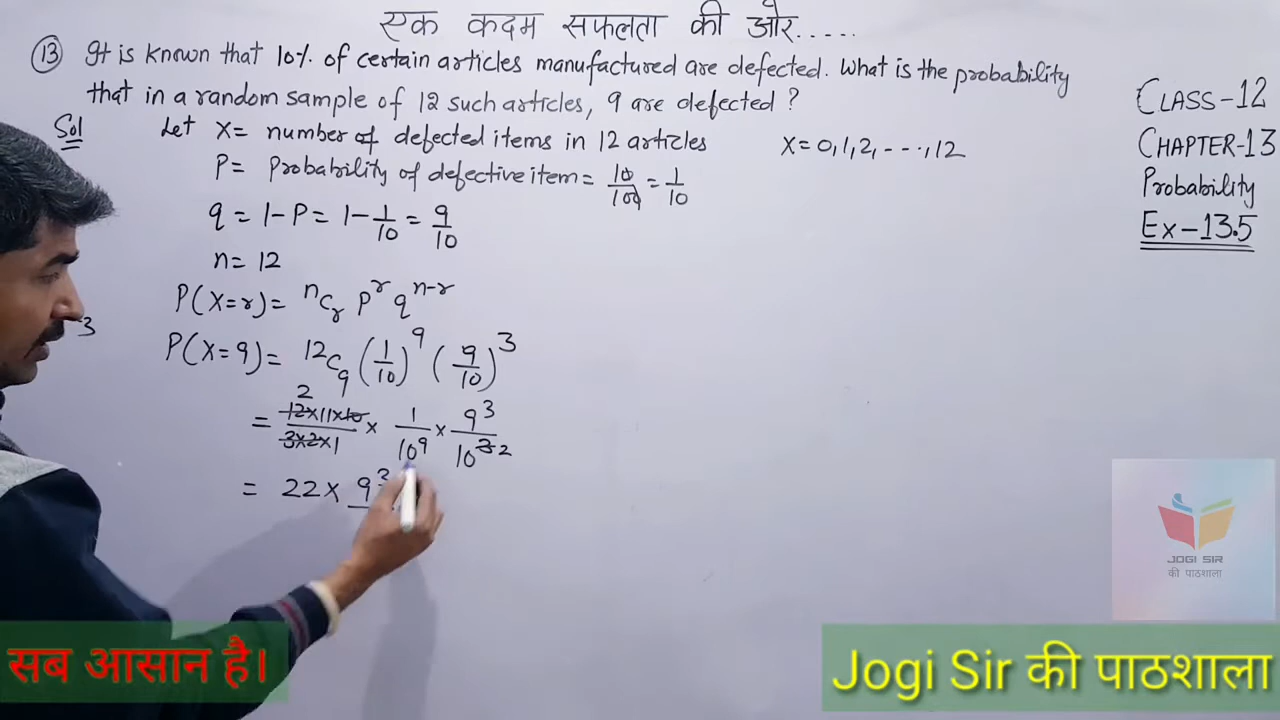 एक कदम सफलता की ओर.....
(13) It is known that 10% of certain articles manufactured are defected. What is the probability
that in a random sample of 12 such articles, 9 are defected?
Sol
Let X = number of defected items in 12 articles
X = 0, 1, 2, ----, 12
P = Probability of defective item = 10/100 = 1/10
q = 1 - P = 1 - 1/10 = 9/10
n = 12
P(X=r) = ⁿCᵣ Pʳ qⁿ⁻ʳ
3
P(X=9) = ¹²C₉ (1/10)⁹ (9/10)³
2
= 12×11×10/3×2×1 × 1/10⁹ × 9³/10³ 2
= 22 × 9³
CLASS-12
CHAPTER-13
Probability
Ex-13.5
JOGI SIR
की पाठशाला
सब आसान है।
Jogi Sir की पाठशाला